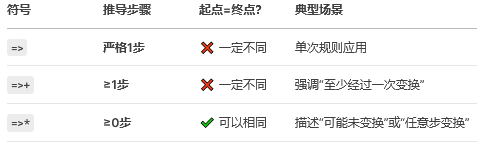 符号 推导步骤 起点=终点? 典型场景
=> 严格1步 ❌ 一定不同 单次规则应用
=>+ ≥1步 ❌ 一定不同 强调"至少经过一次变换"
=>* ≥0步 ✅ 可以相同 描述"可能未变换"或"任意步变换"